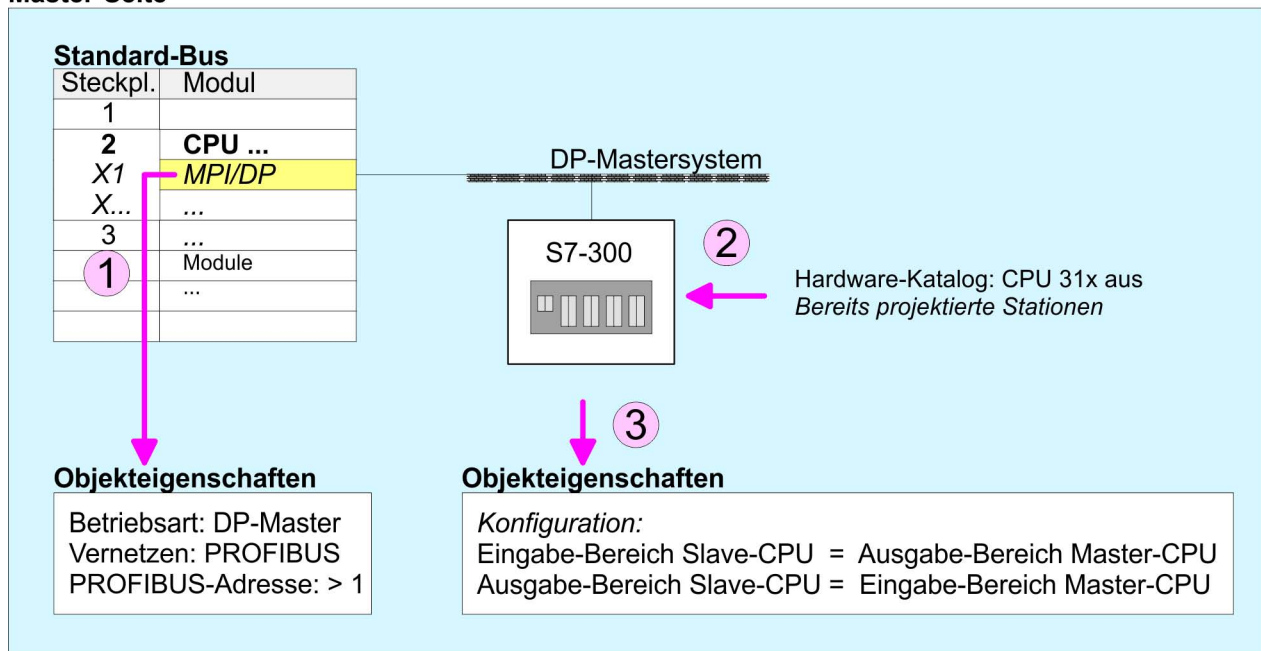 Master-Seite
Standard-Bus
Steckpl. Modul
1
2 CPU ...
X1 MPI/DP
X... ...
3 ...
Module
...
1
DP-Mastersystem
S7-300
2
Hardware-Katalog: CPU 31x aus
Bereits projektierte Stationen
3
Objekteigenschaften
Betriebsart: DP-Master
Vernetzen: PROFIBUS
PROFIBUS-Adresse: > 1
Objekteigenschaften
Konfiguration:
Eingabe-Bereich Slave-CPU = Ausgabe-Bereich Master-CPU
Ausgabe-Bereich Slave-CPU = Eingabe-Bereich Master-CPU